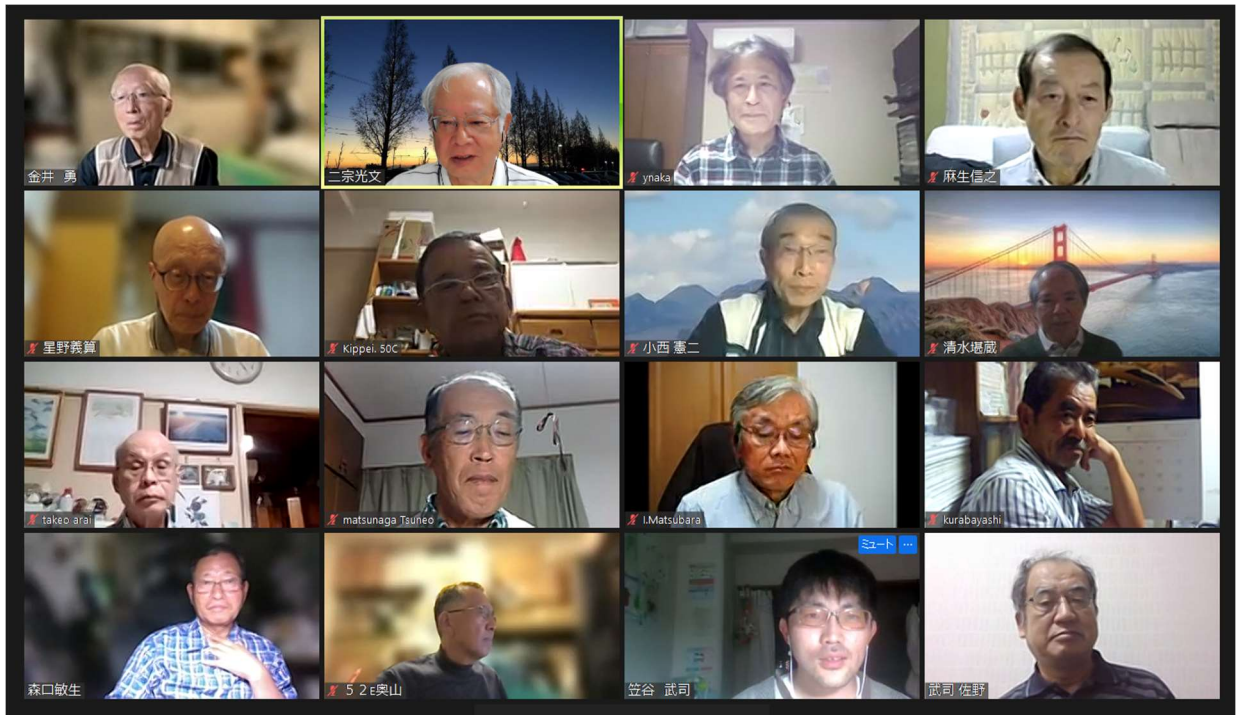 金井 勇
二宗光文
ynaka
麻生信之
星野義算
Kippei. 50C
小西 憲二
清水堪蔵
takeo arai
matsunaga Tsuneo
I.Matsubara
kurabayashi
森口敏生
５２E奥山
ミュート
笠谷 武司
武司 佐野